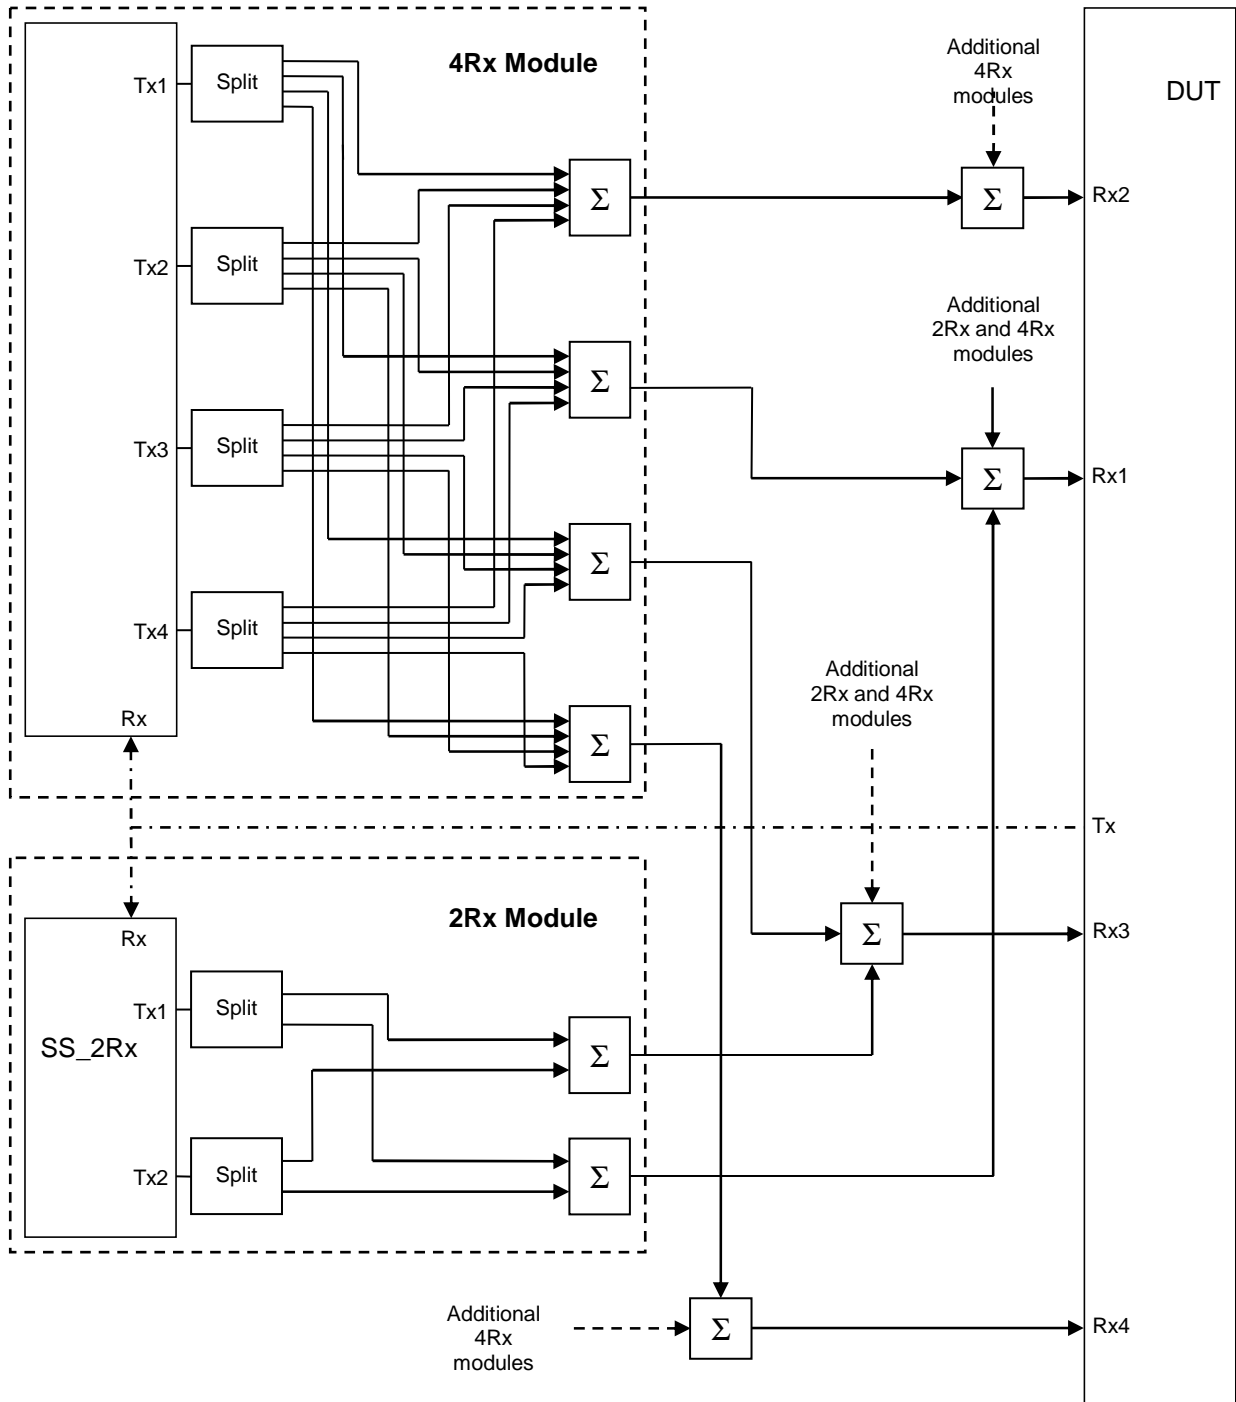 4Rx Module
Additional
4Rx
modules
DUT
Tx1
Split
Σ
Σ
Rx2
Tx2
Split
Additional
2Rx and 4Rx
modules
Σ
Tx3
Split
Σ
Rx1
Σ
Tx4
Split
Additional
2Rx and 4Rx
modules
Rx
Σ
Tx
2Rx Module
Rx
Σ
Rx3
Tx1
Split
SS_2Rx
Σ
Tx2
Split
Σ
Additional
4Rx
modules
Σ
Rx4